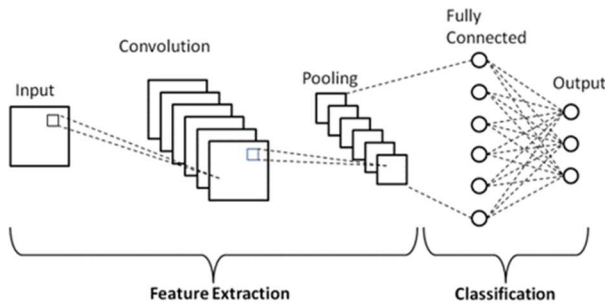 Input
Convolution
Pooling
Fully
Connected
Output
Feature Extraction
Classification